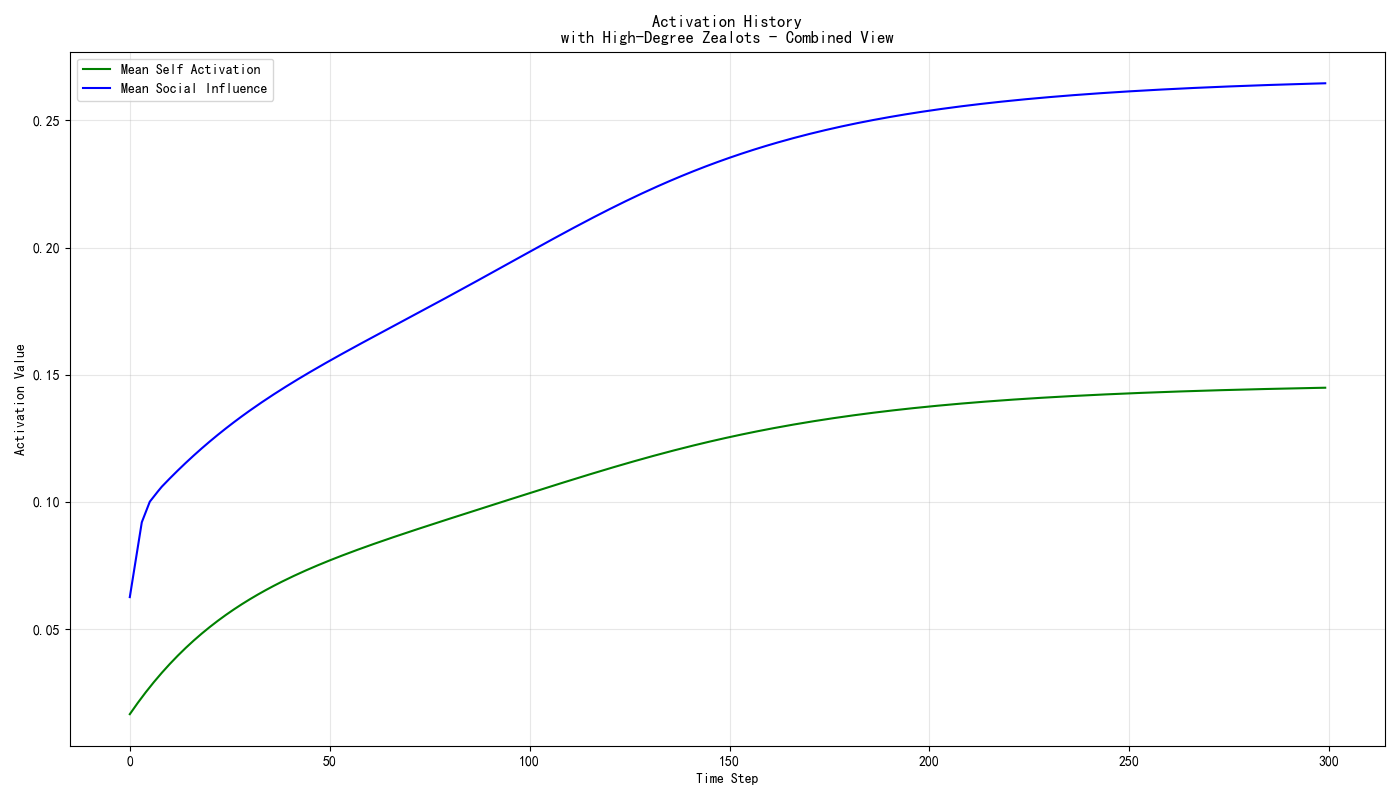 Activation History
with High-Degree Zealots - Combined View
Mean Self Activation
Mean Social Influence
Activation Value
0.25
0.20
0.15
0.10
0.05
0
50
100
150
200
250
300
Time Step